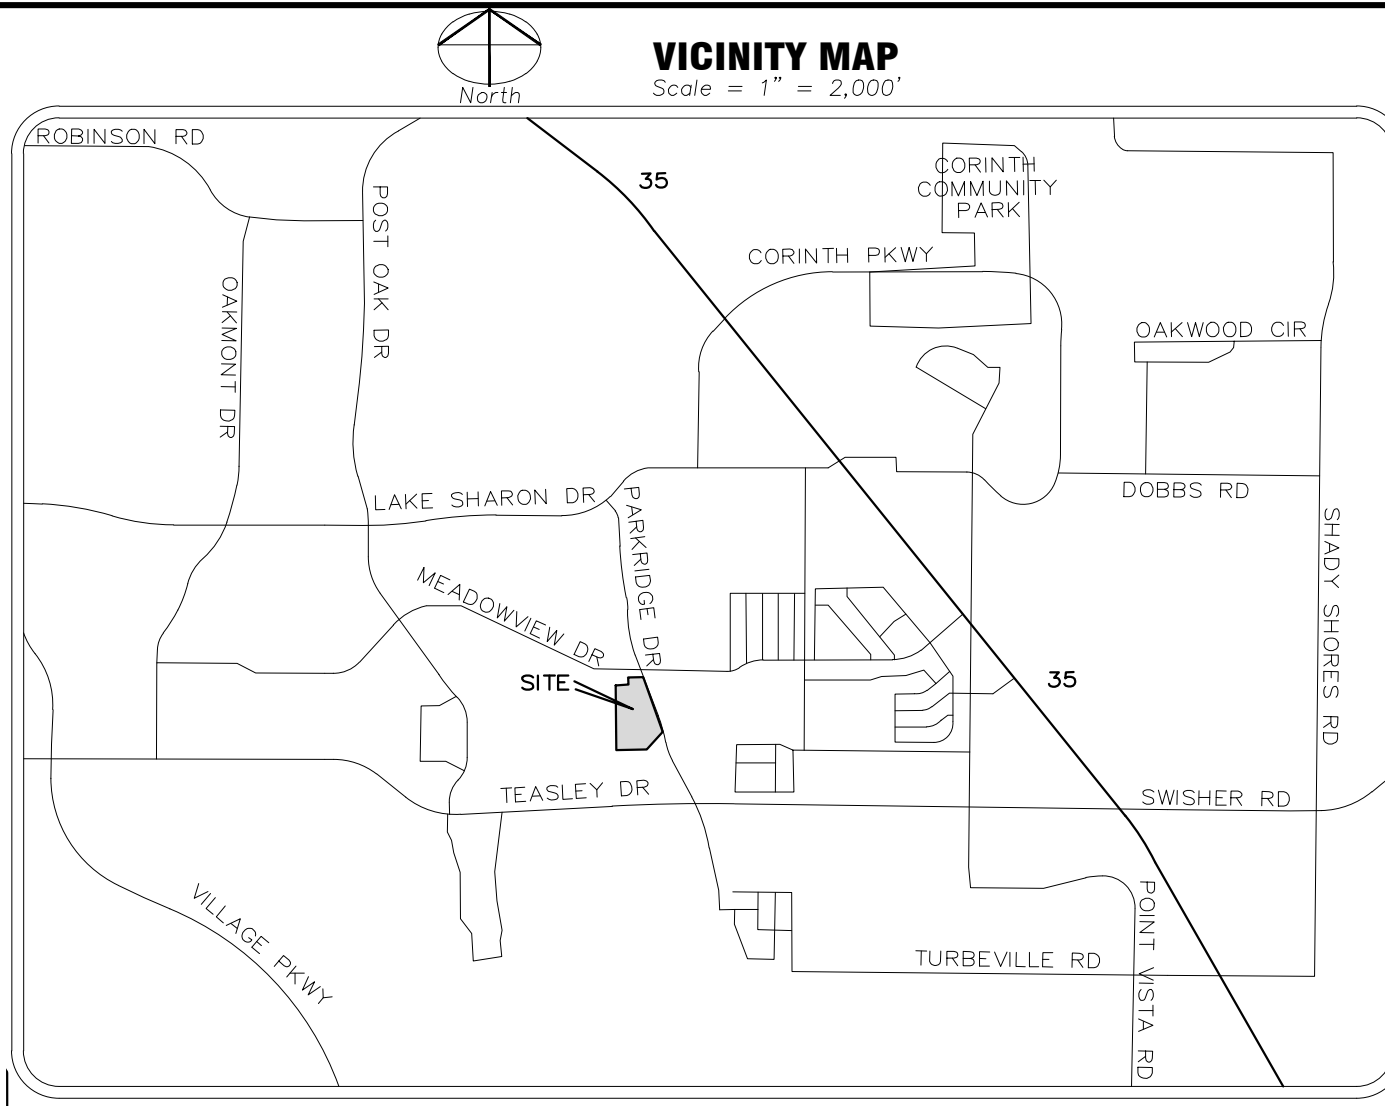 VICINITY MAP
Scale = 1" = 2,000'
North
ROBINSON RD
35
CORINTH
COMMUNITY
PARK
POST OAK DR
CORINTH PKWY
OAKMONT DR
OAKWOOD CIR
LAKE SHARON DR
PARKRIDGE DR
DOBBS RD
SHADY SHORES RD
MEADOWVIEW DR
SITE
35
TEASLEY DR
SWISHER RD
VILLAGE PKWY
POINT VISTA RD
TURBEVILLE RD